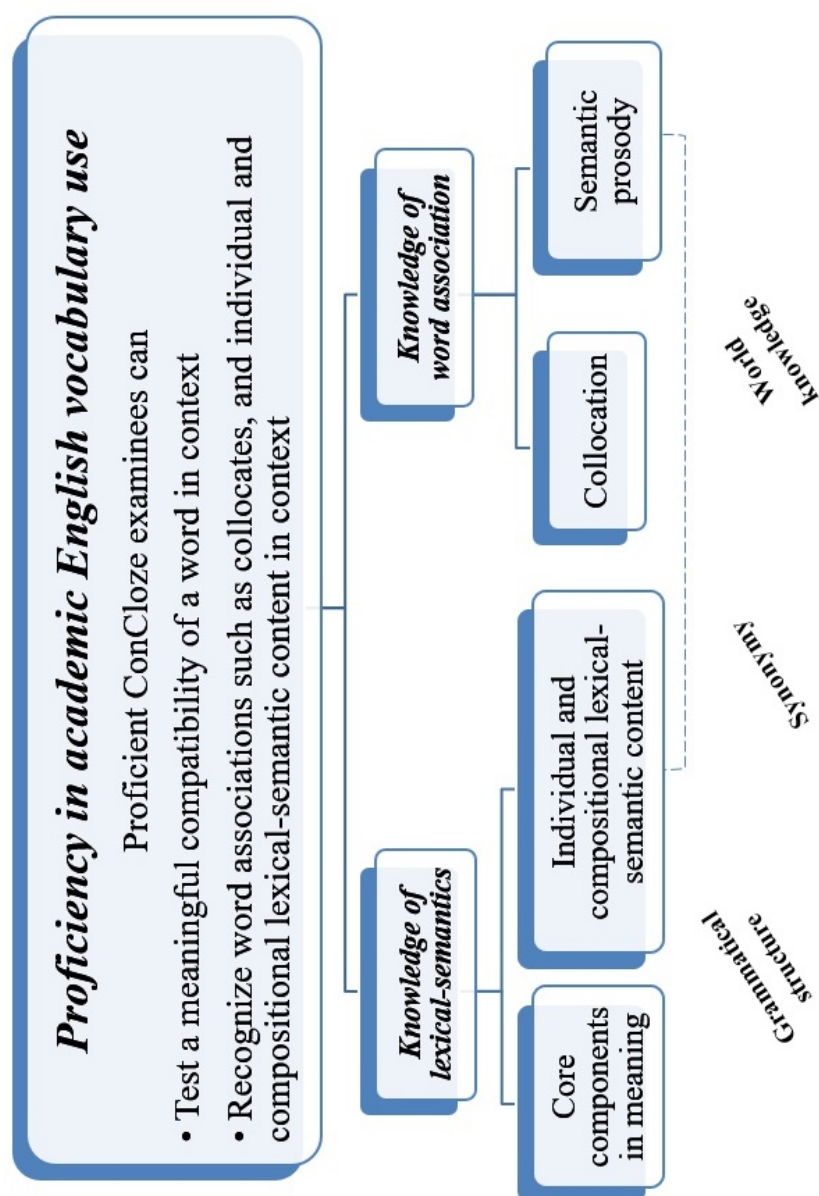 Proficiency in academic English vocabulary use
Proficient ConCloze examinees can
• Test a meaningful compatibility of a word in context
• Recognize word associations such as collocates, and individual and
compositional lexical-semantic content in context
Knowledge of
lexical-semantics
Knowledge of
word association
Core
components
in meaning
Individual and
compositional lexical-
semantic content
Collocation
Semantic
prosody
Grammatical
structure
Synonymy
World
knowledge